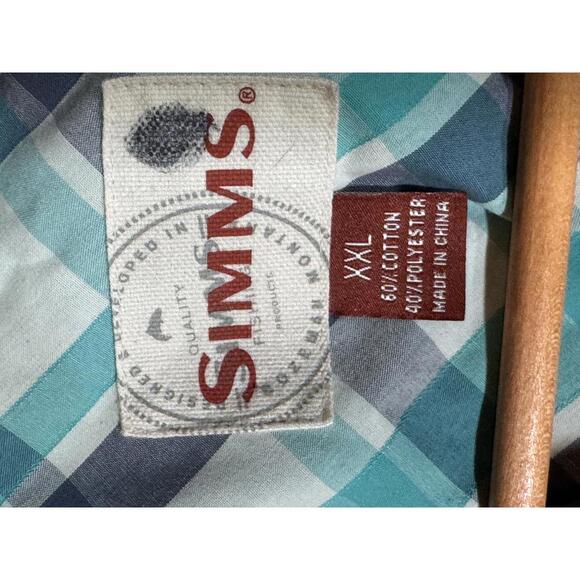 SIMMS®
DESIGNED & DEVELOPED IN BOZEMAN MONTANA
QUALITY
FISHING
PRODUCTS
XXL
60% COTTON
40% POLYESTER
MADE IN CHINA